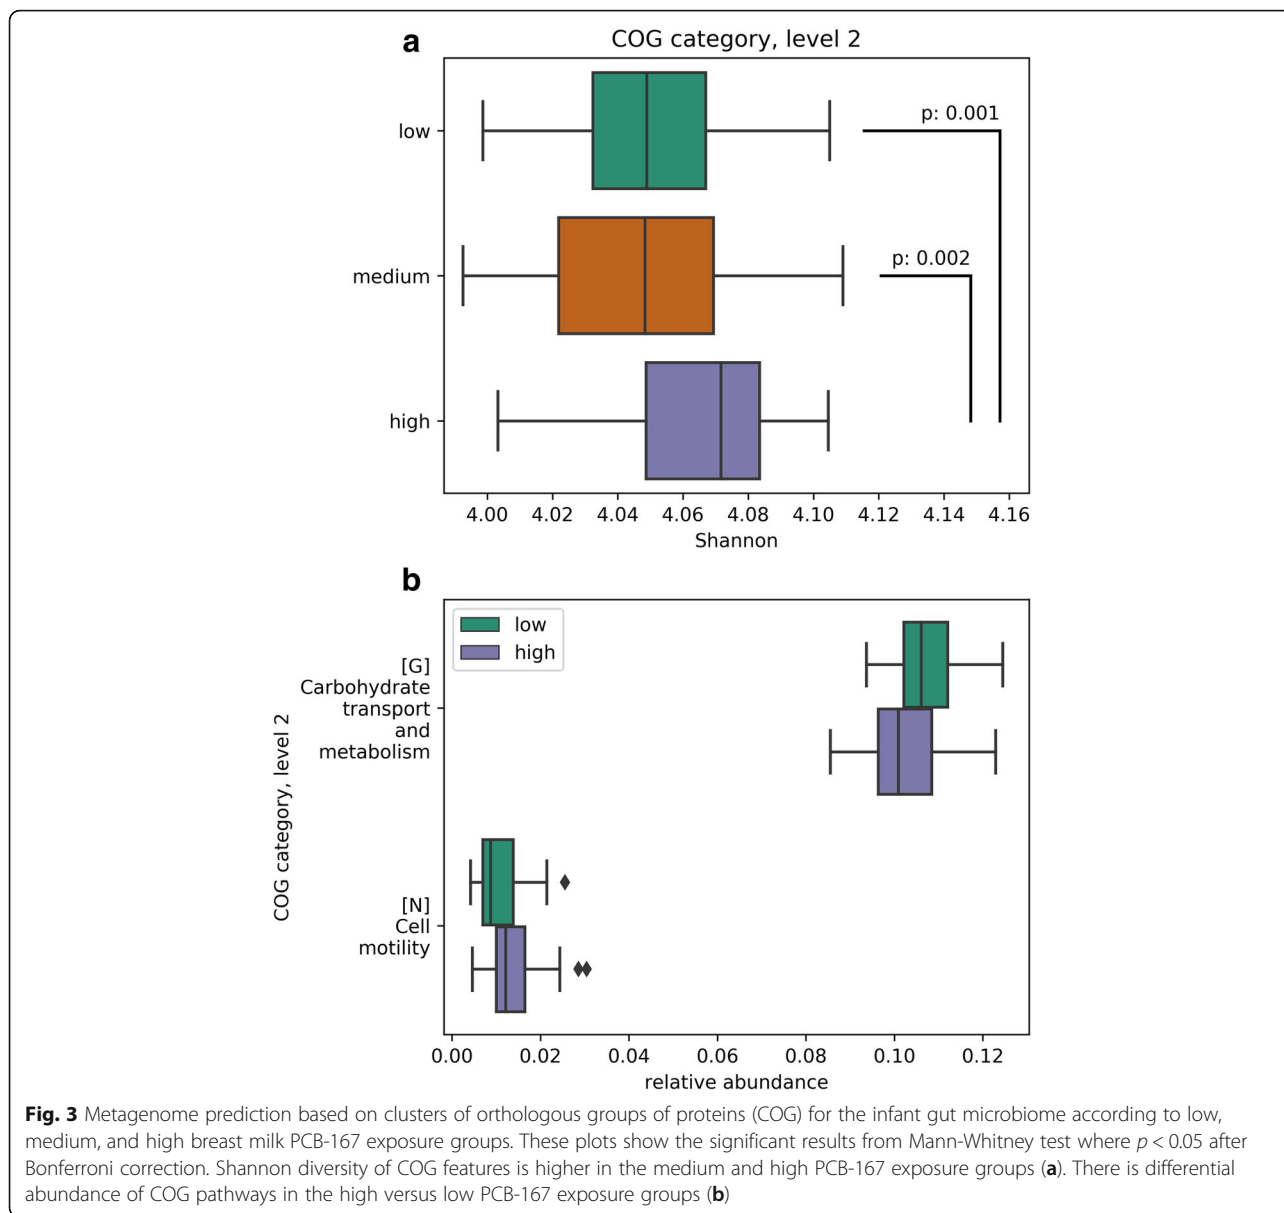 a
COG category, level 2
low
p: 0.001
medium
p: 0.002
high
4.00 4.02 4.04 4.06 4.08 4.10 4.12 4.14 4.16
Shannon
b
low
high
COG category, level 2
[G]
Carbohydrate
transport
and
metabolism
[N]
Cell
motility
0.00 0.02 0.04 0.06 0.08 0.10 0.12
relative abundance
Fig. 3 Metagenome prediction based on clusters of orthologous groups of proteins (COG) for the infant gut microbiome according to low,
medium, and high breast milk PCB-167 exposure groups. These plots show the significant results from Mann-Whitney test where p < 0.05 after
Bonferroni correction. Shannon diversity of COG features is higher in the medium and high PCB-167 exposure groups (a). There is differential
abundance of COG pathways in the high versus low PCB-167 exposure groups (b)